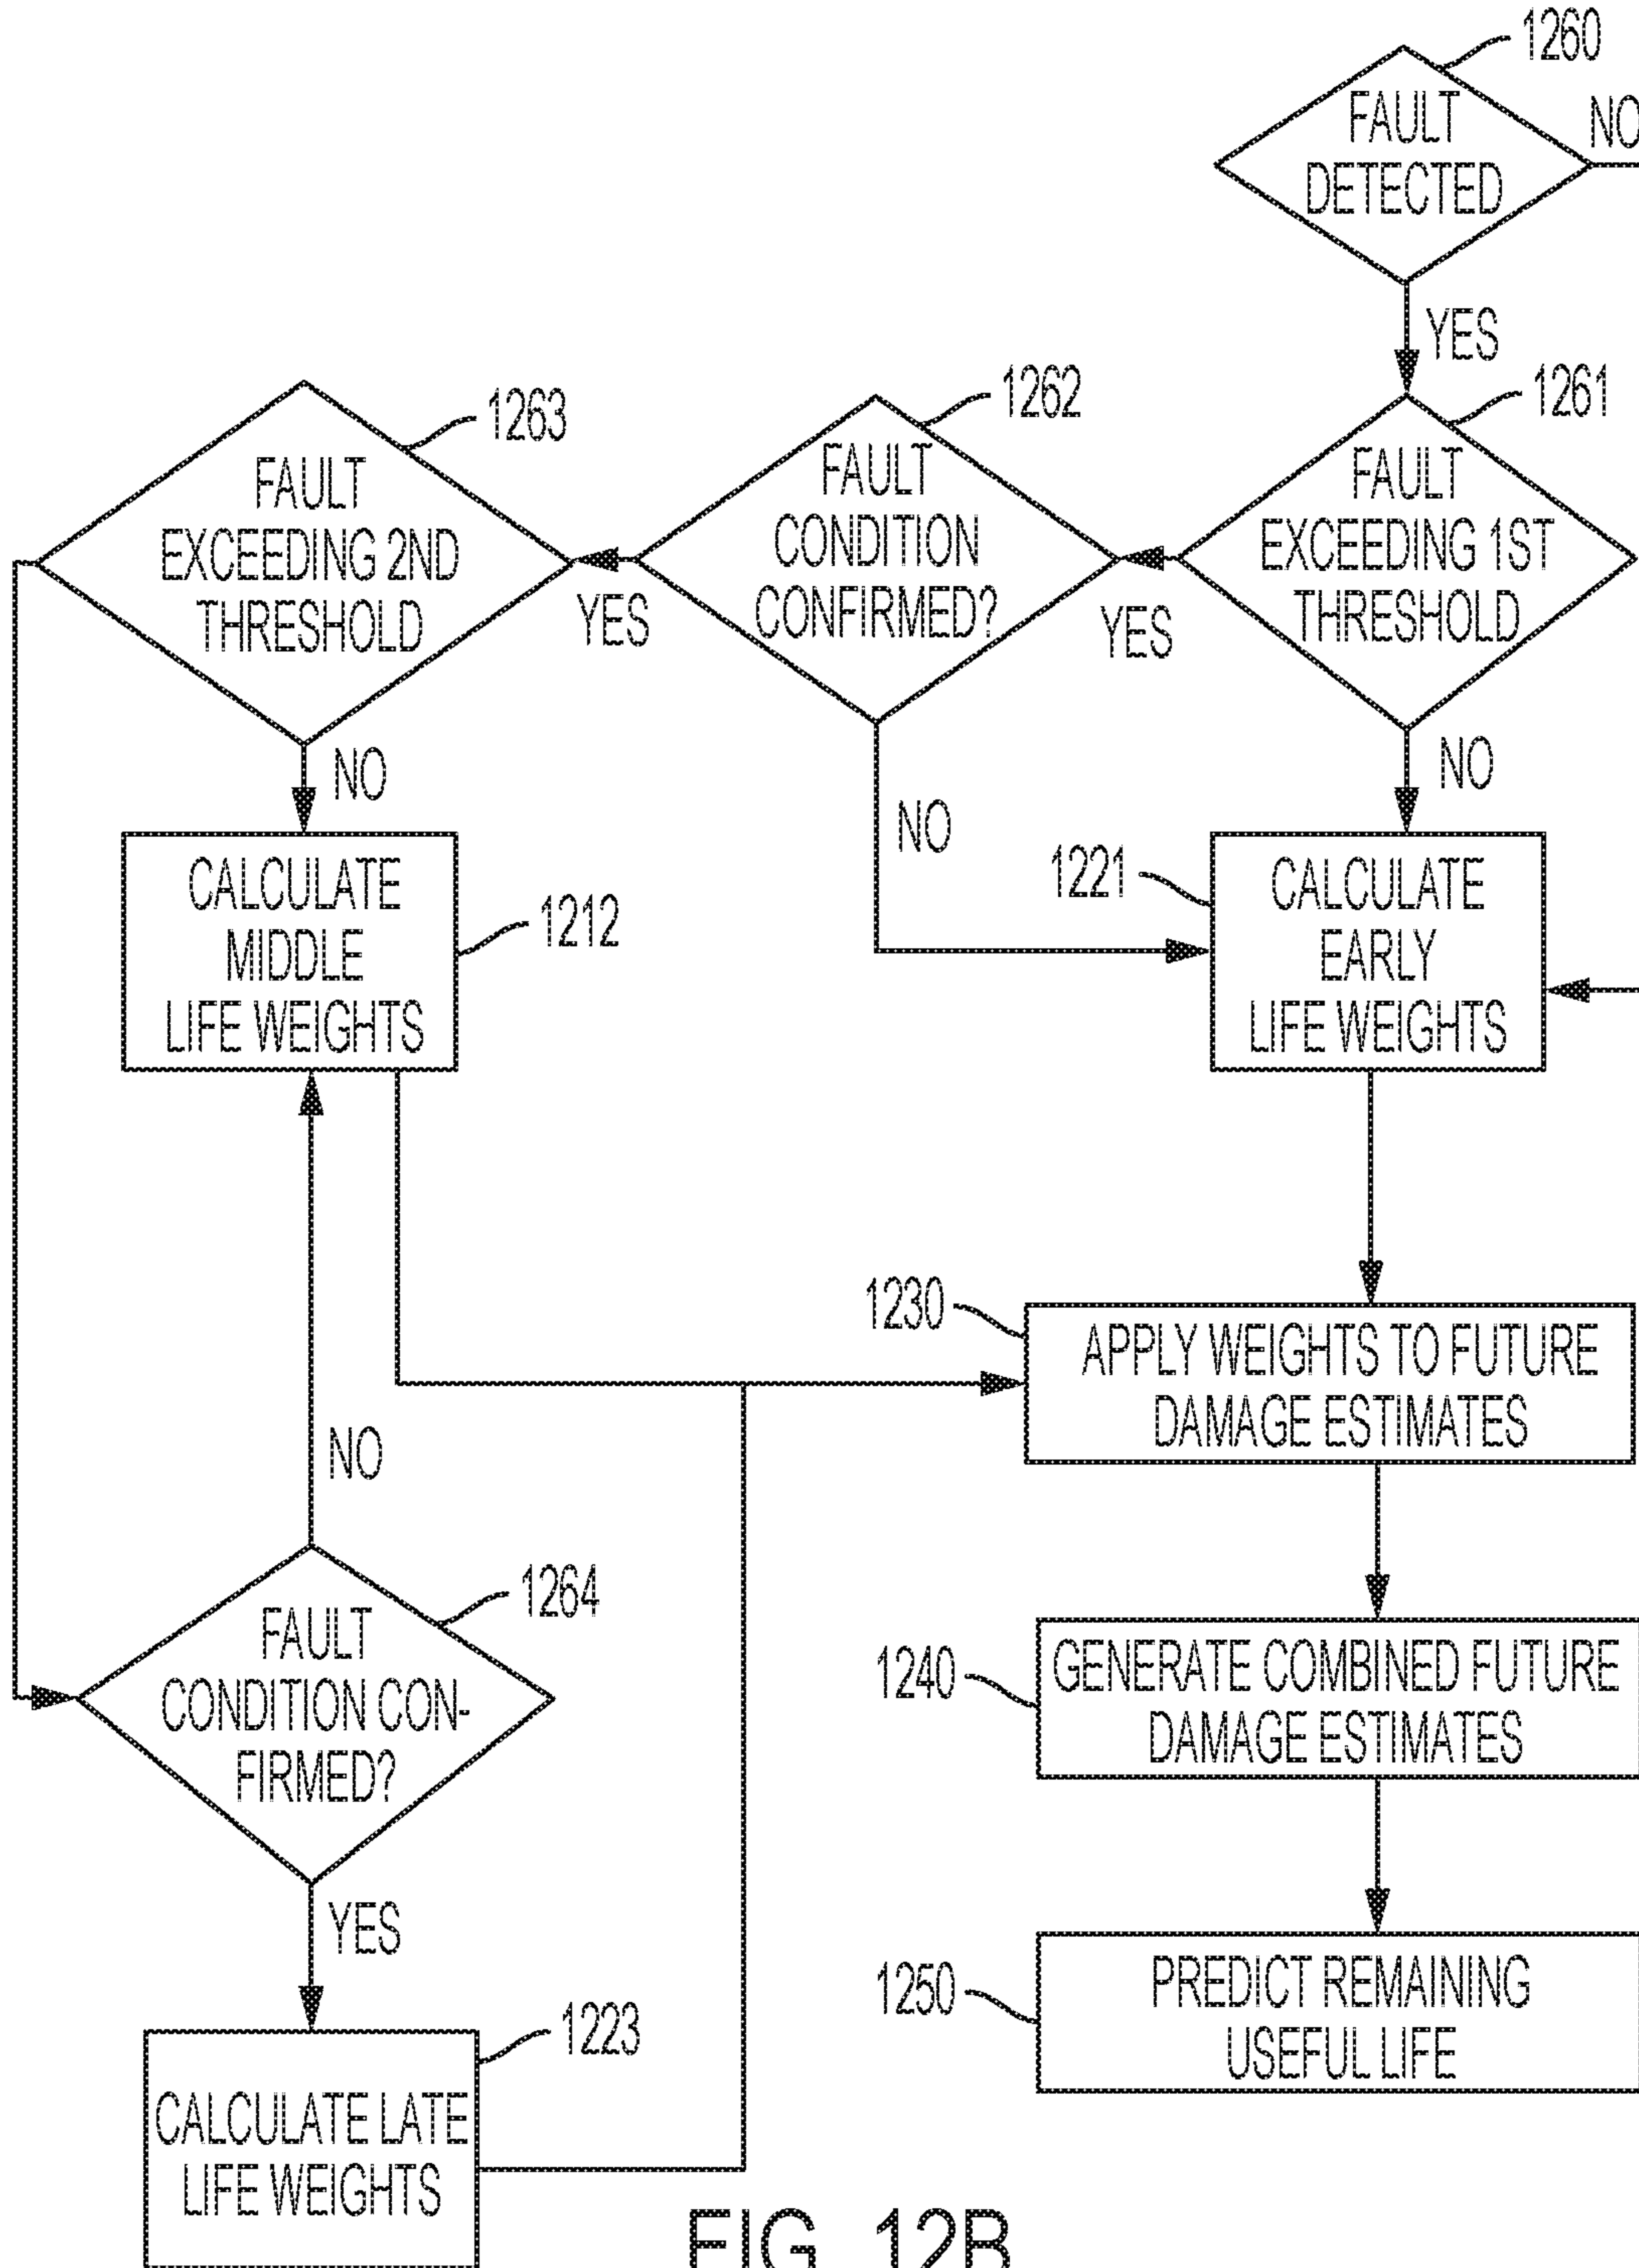 1260
FAULT
DETECTED
NO
YES
1263
FAULT
EXCEEDING 2ND
THRESHOLD
1262
FAULT
CONDITION
CONFIRMED?
1261
FAULT
EXCEEDING 1ST
THRESHOLD
YES
YES
NO
NO
NO
CALCULATE
MIDDLE
LIFE WEIGHTS
1212
1221
CALCULATE
EARLY
LIFE WEIGHTS
1230
APPLY WEIGHTS TO FUTURE
DAMAGE ESTIMATES
NO
1264
FAULT
CONDITION CON-
FIRMED?
1240
GENERATE COMBINED FUTURE
DAMAGE ESTIMATES
YES
1250
PREDICT REMAINING
USEFUL LIFE
1223
CALCULATE LATE
LIFE WEIGHTS
FIG. 12B